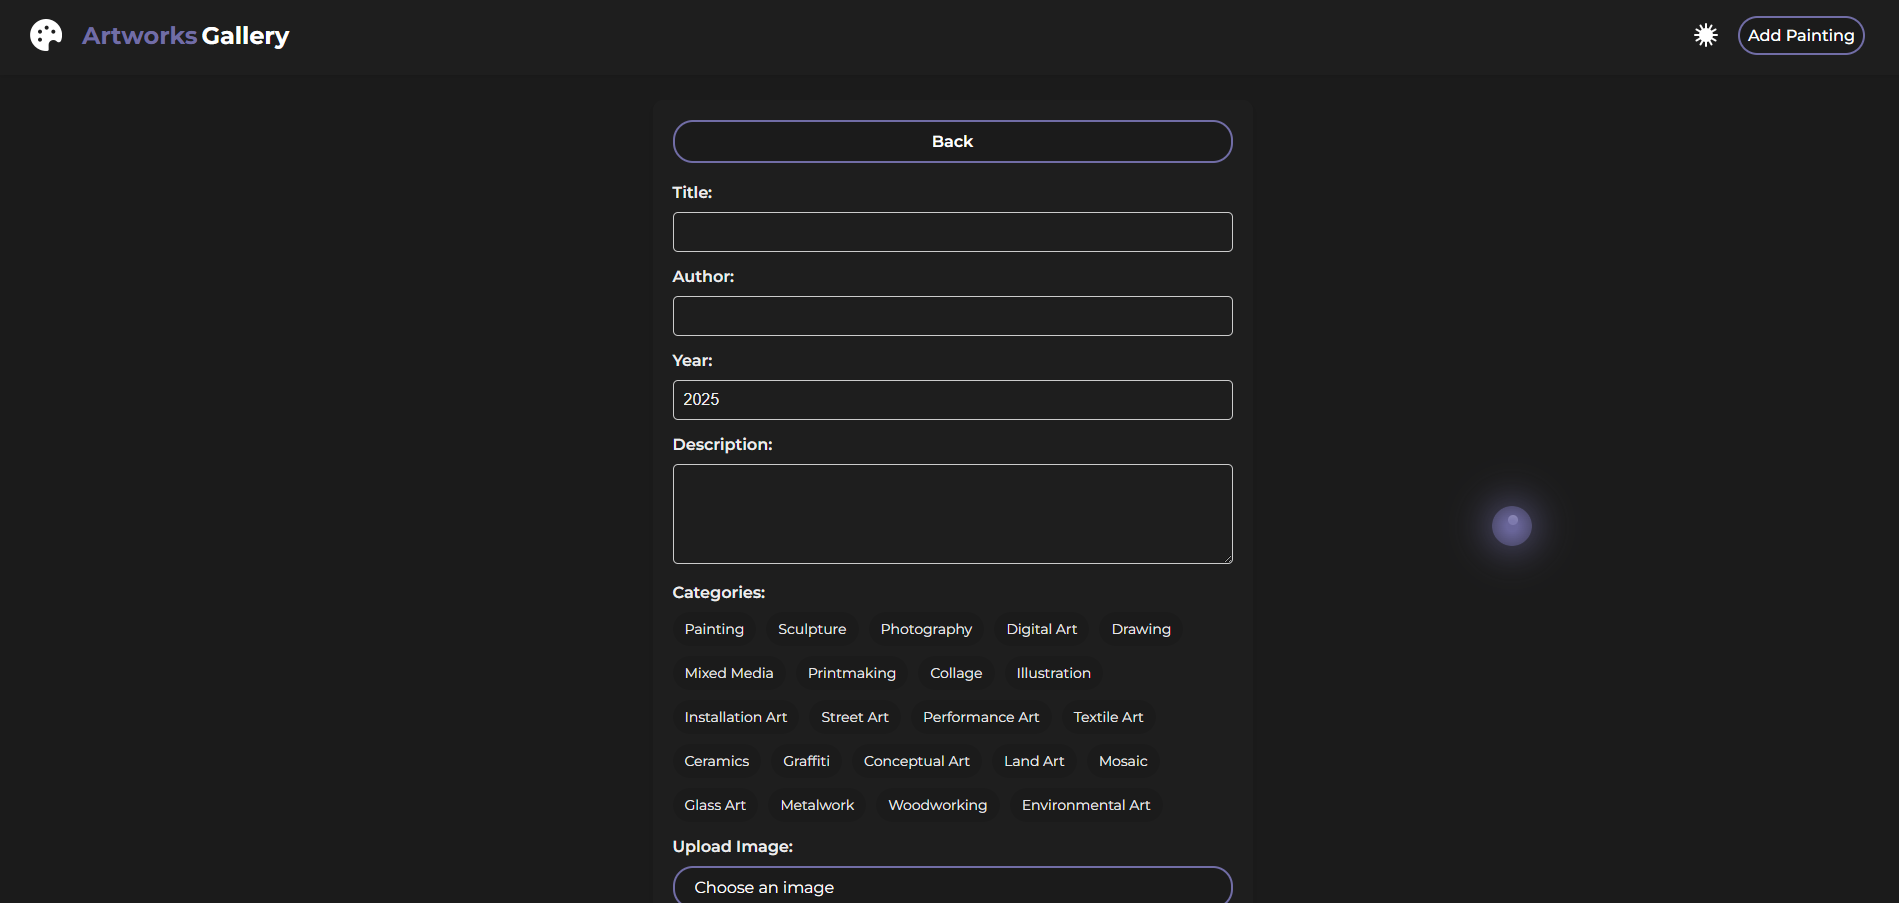 Artworks Gallery
Add Painting
Back
Title:
Author:
Year:
2025
Description:
Categories:
Painting Sculpture Photography Digital Art Drawing
Mixed Media Printmaking Collage Illustration
Installation Art Street Art Performance Art Textile Art
Ceramics Graffiti Conceptual Art Land Art Mosaic
Glass Art Metalwork Woodworking Environmental Art
Upload Image:
Choose an image